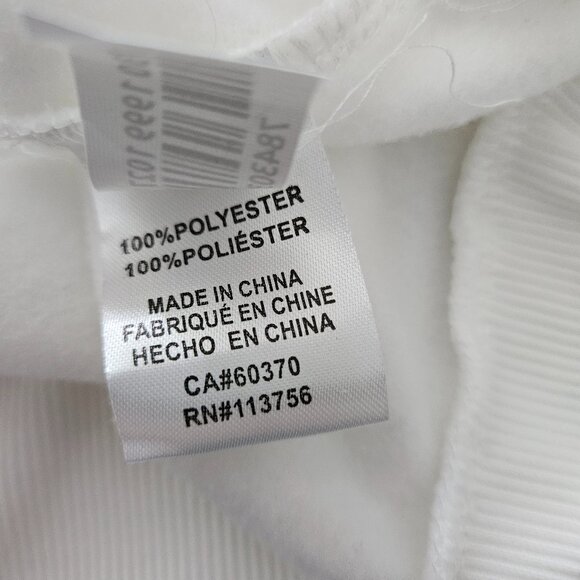 100%POLYESTER
100%POLIÉSTER
MADE IN CHINA
FABRIQUÉ EN CHINE
HECHO EN CHINA
CA#60370
RN#113756